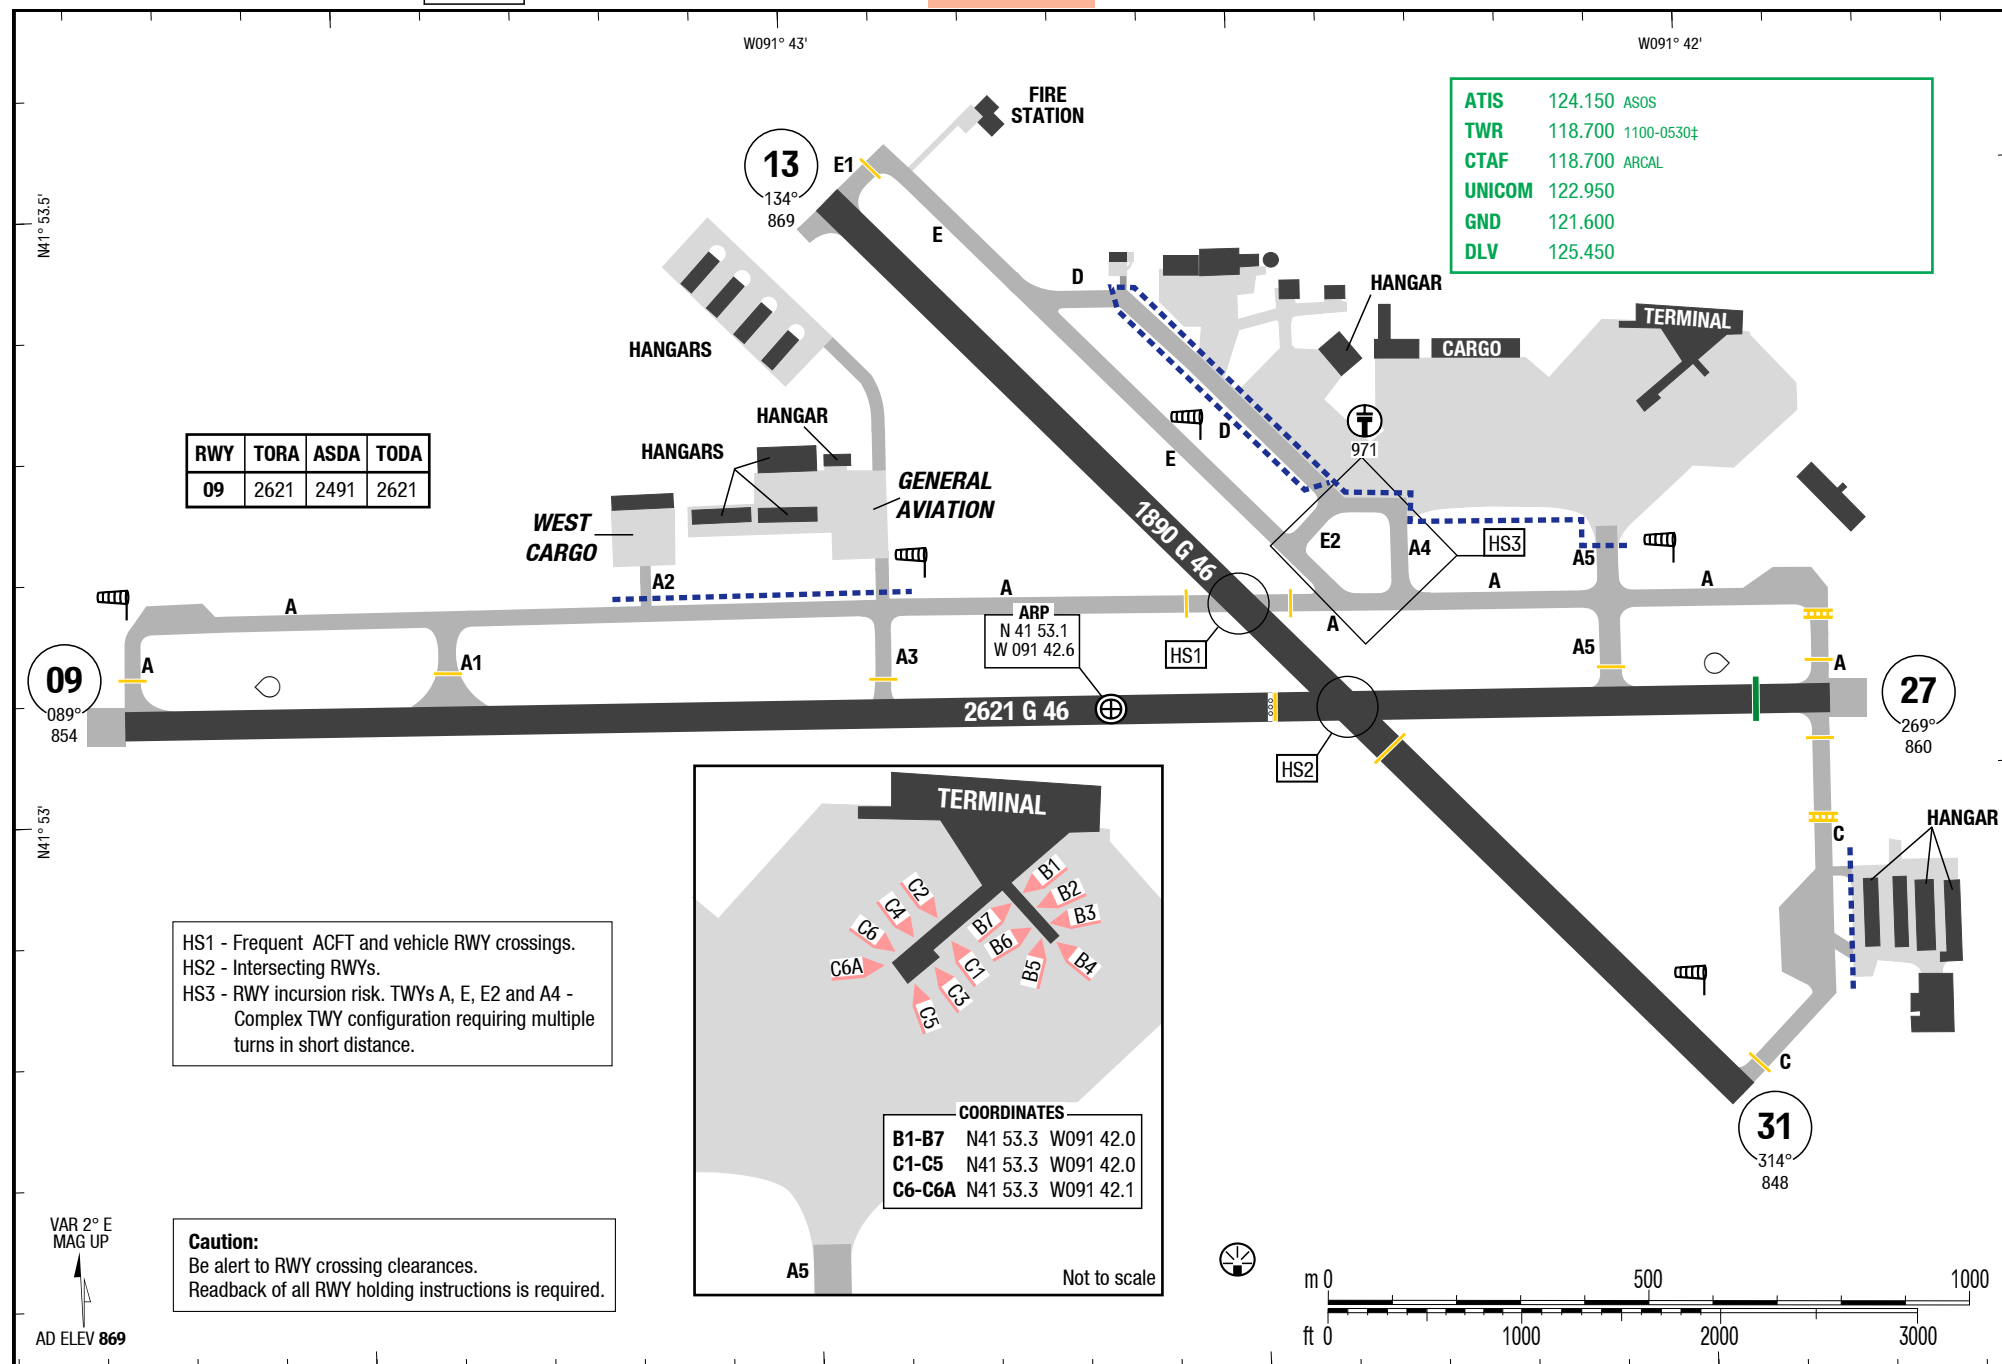 W091° 43'
W091° 42'
N41° 53.5'
N41° 53'
FIRE
STATION
13
134°
869
E1
E
D
ATIS 124.150 ASOS
TWR 118.700 1100-0530‡
CTAF 118.700 ARCAL
UNICOM 122.950
GND 121.600
DLV 125.450
HANGAR
TERMINAL
CARGO
HANGARS
HANGAR
HANGARS
RWY TORA ASDA TODA
09 2621 2491 2621
WEST
CARGO
GENERAL
AVIATION
D
E
971
1890 G 46
E2
A4
HS3
A5
A2
A
A
A
A
A
ARP
N 41 53.1
W 091 42.6
HS1
A
A1
A3
A5
A
09
089°
854
2621 G 46
27
269°
860
HS2
HANGAR
C
C
31
314°
848
TERMINAL
B1
B2
B3
B4
B5
B6
B7
C2
C4
C6
C6A
C1
C3
C5
COORDINATES
B1-B7 N41 53.3 W091 42.0
C1-C5 N41 53.3 W091 42.0
C6-C6A N41 53.3 W091 42.1
A5
Not to scale
HS1 - Frequent ACFT and vehicle RWY crossings.
HS2 - Intersecting RWYs.
HS3 - RWY incursion risk. TWYs A, E, E2 and A4 -
Complex TWY configuration requiring multiple
turns in short distance.
VAR 2° E
MAG UP
AD ELEV 869
Caution:
Be alert to RWY crossing clearances.
Readback of all RWY holding instructions is required.
m 0 500 1000
ft 0 1000 2000 3000